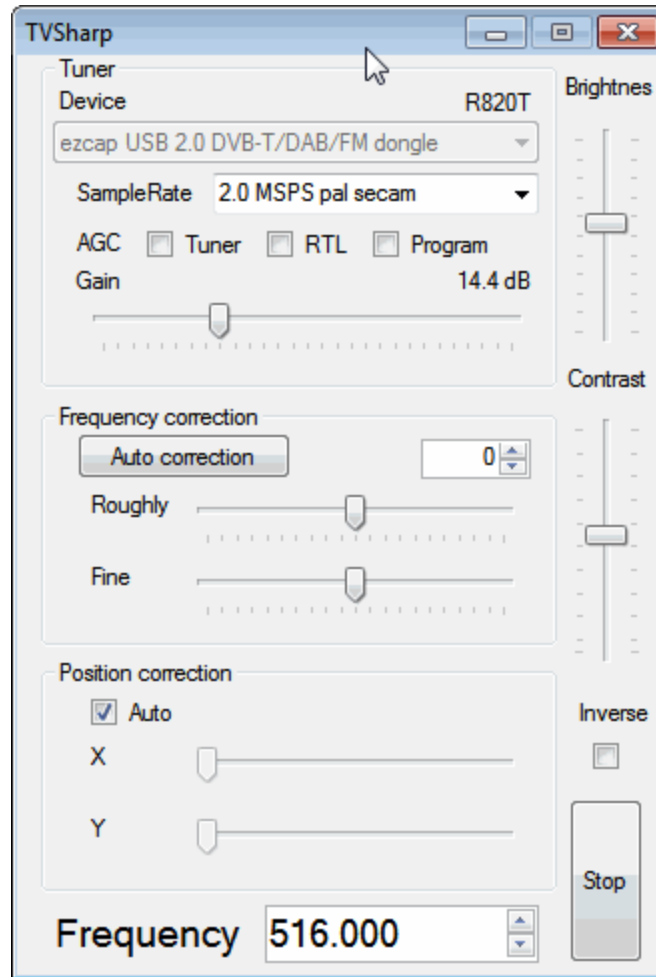 TVSharp
Tuner
Device R820T
ezcap USB 2.0 DVB-T/DAB/FM dongle
SampleRate 2.0 MSPS pal secam
AGC Tuner RTL Program
Gain 14.4 dB
Frequency correction
Auto correction 0
Roughly
Fine
Position correction
Auto
X
Y
Frequency 516.000
Brightnes
Contrast
Inverse
Stop